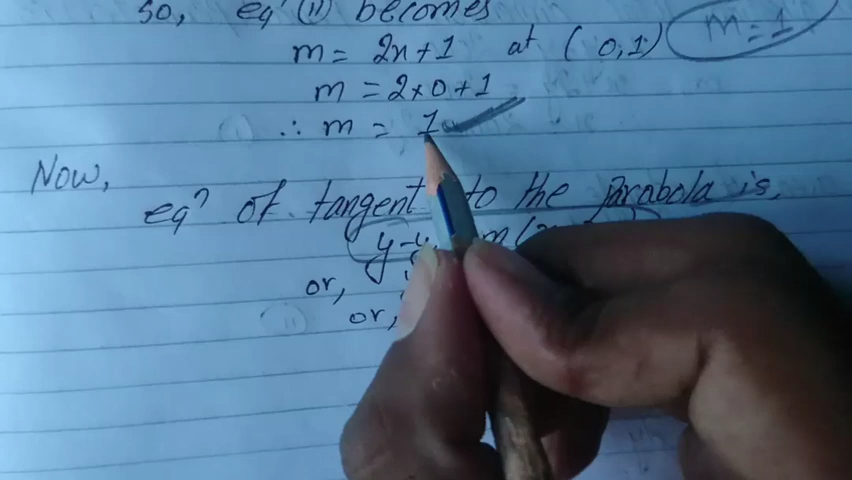 So, eqⁿ (ii) becomes
m = 2x + 1 at (0, 1) m = 1
m = 2 × 0 + 1
∴ m = 1
Now,
eqⁿ of tangent to the parabola is,
y - y m(x
or,
or,